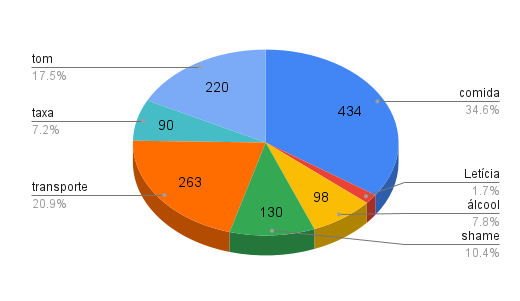 tom
17.5%
taxa
7.2%
transporte
20.9%
220
90
263
130
98
434
comida
34.6%
Letícia
1.7%
álcool
7.8%
shame
10.4%